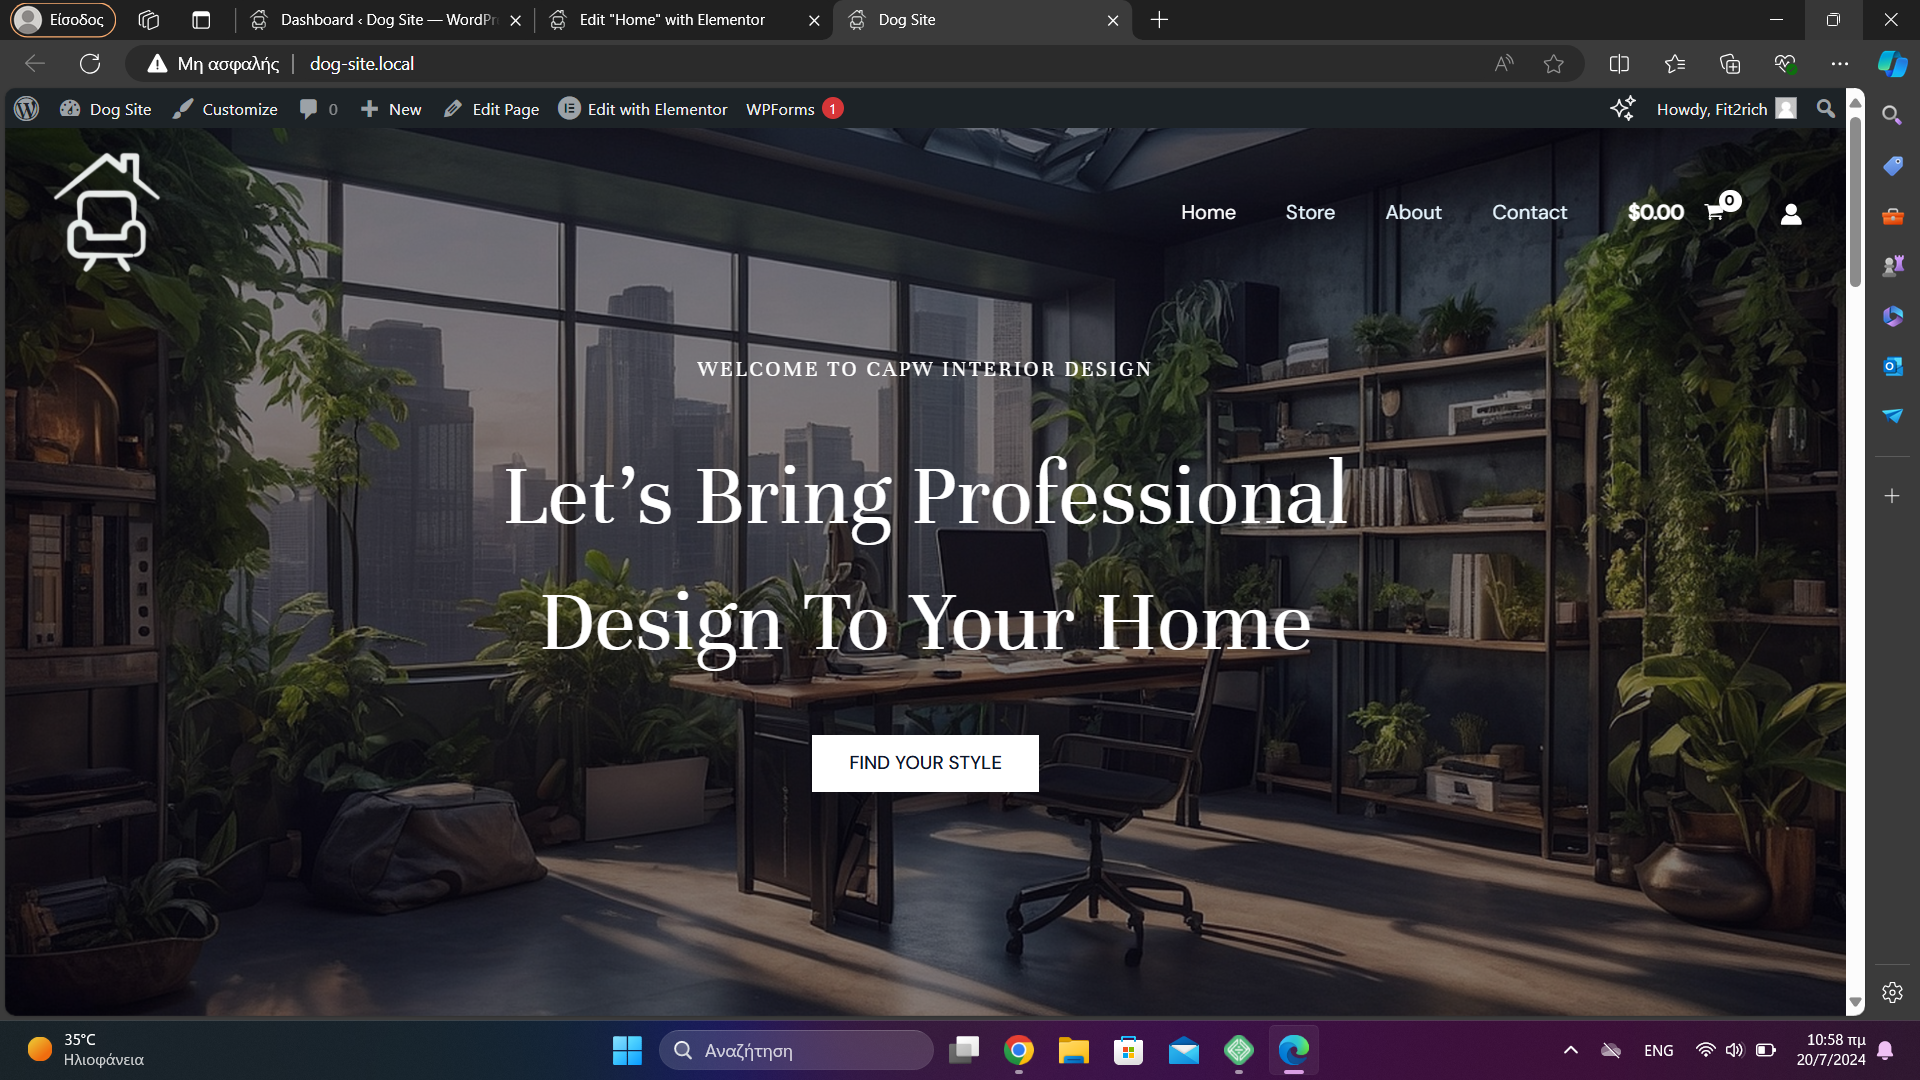 Είσοδος
Dashboard ‹ Dog Site — WordPr
Edit "Home" with Elementor
Dog Site
Μη ασφαλής
dog-site.local
Dog Site
Customize
0
New
Edit Page
Edit with Elementor
WPForms 1
Howdy, Fit2rich
Home
Store
About
Contact
$0.00
0
WELCOME TO CAPW INTERIOR DESIGN
Let’s Bring Professional
Design To Your Home
FIND YOUR STYLE
35°C
Ηλιοφάνεια
Αναζήτηση
ENG
10:58 πμ
20/7/2024